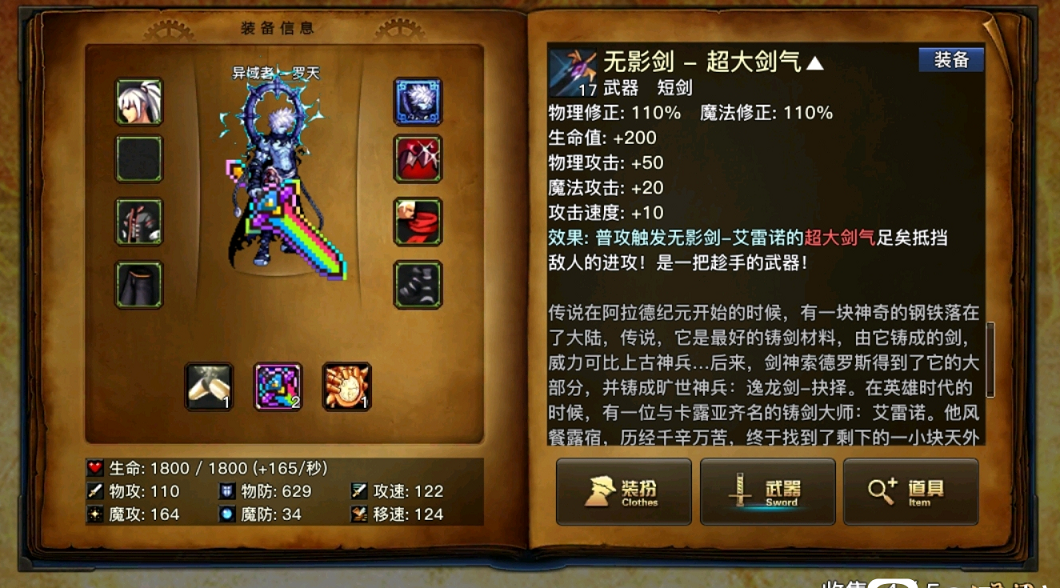 装备信息
异域者—罗天
1
2
1
生命: 1800 / 1800 (+165/秒)
物攻: 110 物防: 629 攻速: 122
魔攻: 164 魔防: 34 移速: 124
无影剑 – 超大剑气▲ 装备
17 武器 短剑
物理修正: 110% 魔法修正: 110%
生命值: +200
物理攻击: +50
魔法攻击: +20
攻击速度: +10
效果: 普攻触发无影剑–艾雷诺的超大剑气足矣抵挡
敌人的进攻！是一把趁手的武器！
传说在阿拉德纪元开始的时候，有一块神奇的钢铁落在
了大陆，传说，它是最好的铸剑材料，由它铸成的剑，
威力可比上古神兵...后来，剑神索德罗斯得到了它的大
部分，并铸成旷世神兵：逸龙剑-抉择。在英雄时代的
时候，有一位与卡露亚齐名的铸剑大师：艾雷诺。他风
餐露宿，历经千辛万苦，终于找到了剩下的一小块天外
装扮 武器 道具
Clothes Sword Item